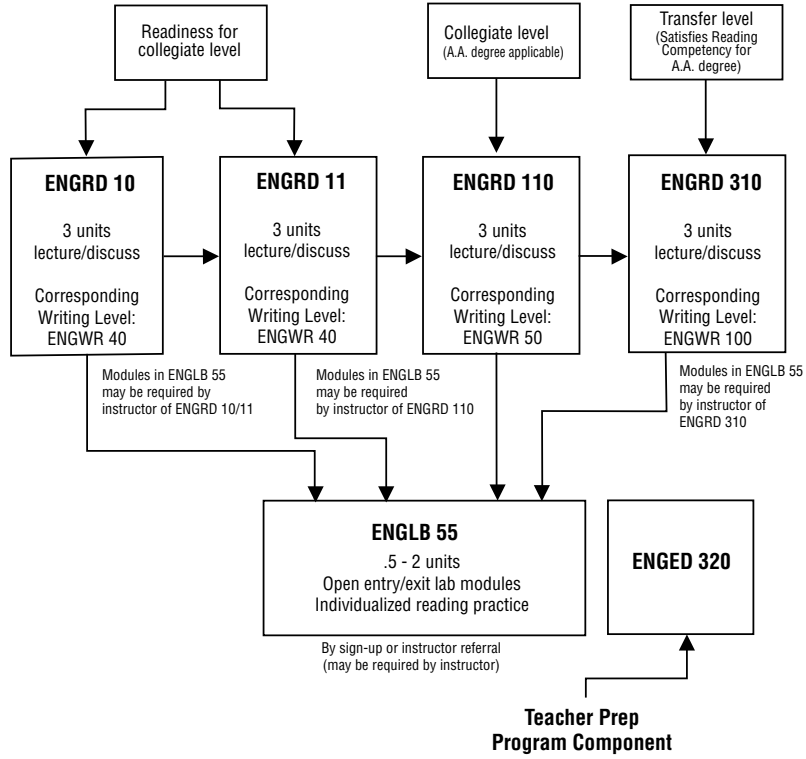 Readiness for
collegiate level
Collegiate level
(A.A. degree applicable)
Transfer level
(Satisfies Reading
Competency for
A.A. degree)
ENGRD 10
3 units
lecture/discuss
Corresponding
Writing Level:
ENGWR 40
ENGRD 11
3 units
lecture/discuss
Corresponding
Writing Level:
ENGWR 40
ENGRD 110
3 units
lecture/discuss
Corresponding
Writing Level:
ENGWR 50
ENGRD 310
3 units
lecture/discuss
Corresponding
Writing Level:
ENGWR 100
Modules in ENGLB 55
may be required by
instructor of ENGRD 10/11
Modules in ENGLB 55
may be required
by instructor of ENGRD 110
Modules in ENGLB 55
may be required
by instructor of
ENGRD 310
ENGLB 55
.5 - 2 units
Open entry/exit lab modules
Individualized reading practice
By sign-up or instructor referral
(may be required by instructor)
ENGED 320
Teacher Prep
Program Component